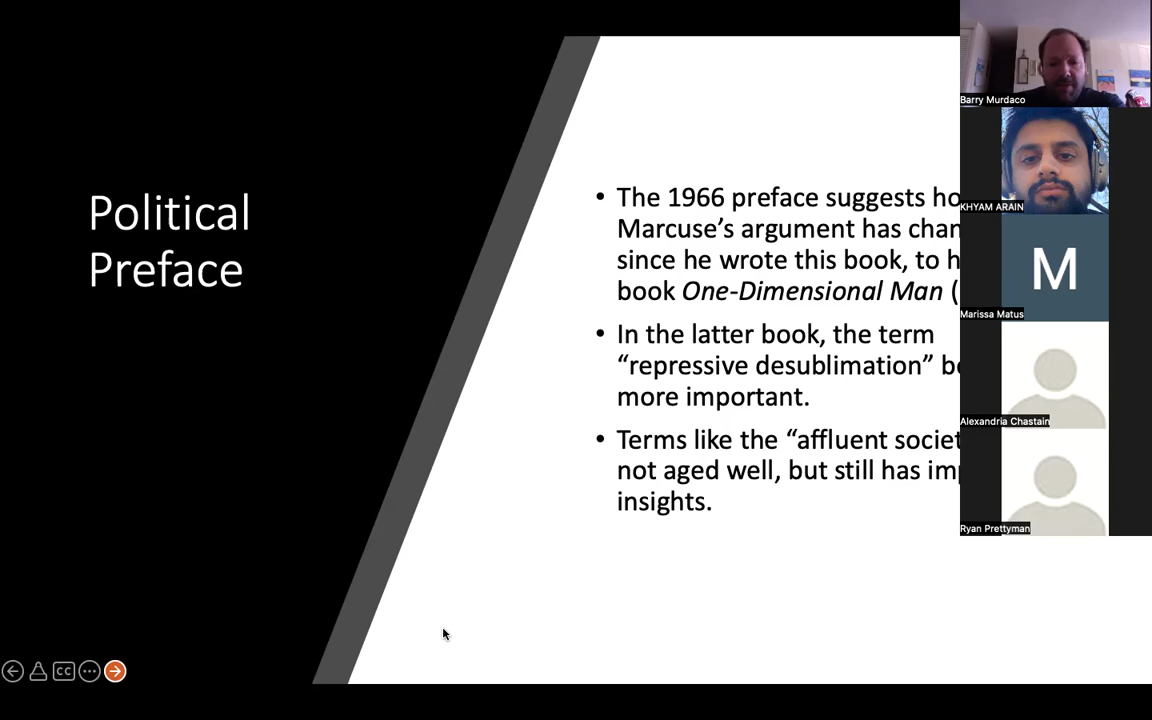 Political
Preface
• The 1966 preface suggests ho
Marcuse’s argument has chan
since he wrote this book, to h
book One-Dimensional Man (
• In the latter book, the term
“repressive desublimation” be
more important.
• Terms like the “affluent societ
not aged well, but still has imp
insights.
Barry Murdaco
KHYAM ARAIN
M
Marissa Matus
Alexandria Chastain
Ryan Prettyman
CC